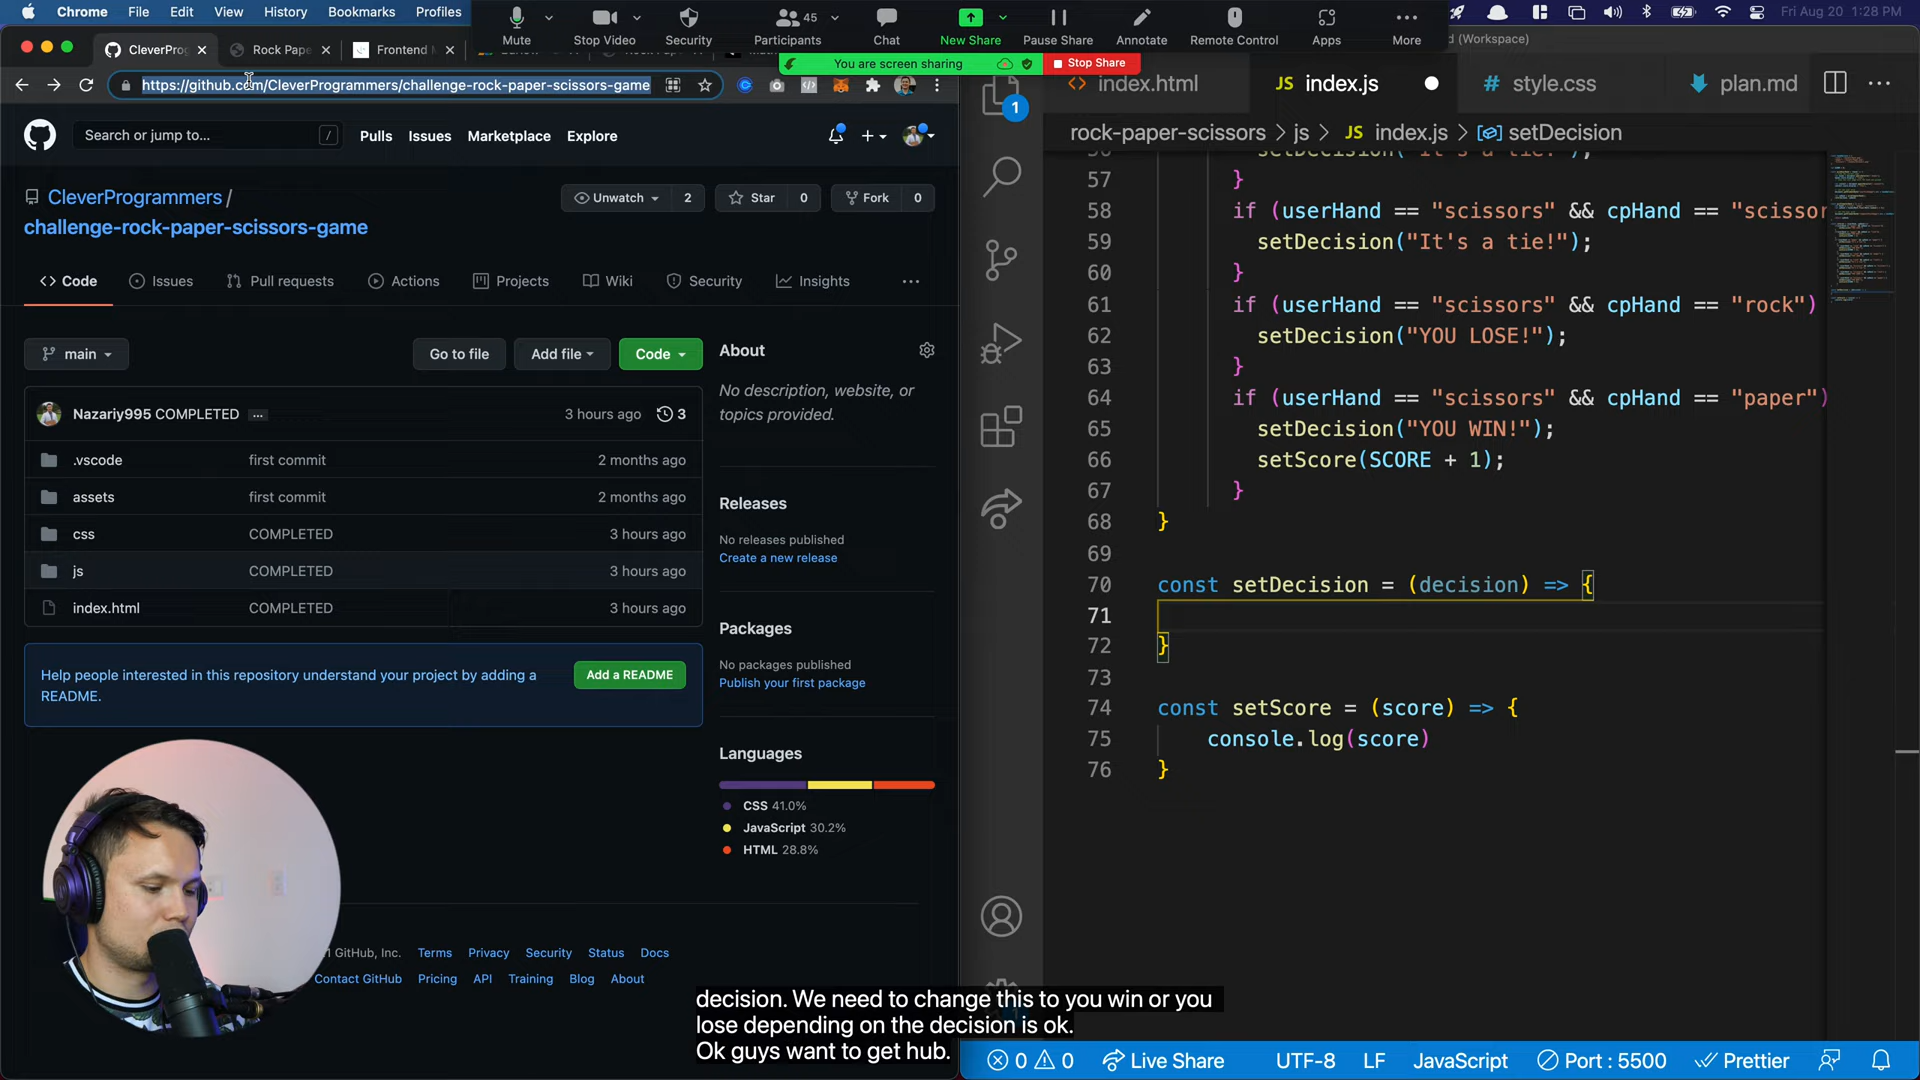 Chrome File Edit View History Bookmarks Profiles
Mute Stop Video Security 45 Participants Chat New Share Pause Share Annotate Remote Control Apps More
Fri Aug 20 1:28 PM
(Workspace)
CleverPro
Rock Pape
Frontend
You are screen sharing
Stop Share
https://github.com/CleverProgrammers/challenge-rock-paper-scissors-game
Search or jump to... /
Pulls Issues Marketplace Explore
CleverProgrammers /
challenge-rock-paper-scissors-game
Unwatch 2 Star 0 Fork 0
Code Issues Pull requests Actions Projects Wiki Security Insights ...
main Go to file Add file Code
Nazariy995 COMPLETED ... 3 hours ago 3
.vscode first commit 2 months ago
assets first commit 2 months ago
css COMPLETED 3 hours ago
js COMPLETED 3 hours ago
index.html COMPLETED 3 hours ago
Help people interested in this repository understand your project by adding a
README.
Add a README
About
No description, website, or
topics provided.
Releases
No releases published
Create a new release
Packages
No packages published
Publish your first package
Languages
CSS 41.0%
JavaScript 30.2%
HTML 28.8%
GitHub, Inc. Terms Privacy Security Status Docs
Contact GitHub Pricing API Training Blog About
1
<> index.html JS index.js # style.css plan.md ...
rock-paper-scissors > js > JS index.js > setDecision
57 }
58 if (userHand == "scissors" && cpHand == "scissor
59 setDecision("It's a tie!");
60 }
61 if (userHand == "scissors" && cpHand == "rock")
62 setDecision("YOU LOSE!");
63 }
64 if (userHand == "scissors" && cpHand == "paper")
65 setDecision("YOU WIN!");
66 setScore(SCORE + 1);
67 }
68 }
69
70 const setDecision = (decision) => {
71
72 }
73
74 const setScore = (score) => {
75 console.log(score)
76 }
decision. We need to change this to you win or you
lose depending on the decision is ok.
Ok guys want to get hub.
0 0 Live Share UTF-8 LF JavaScript Port : 5500 Prettier